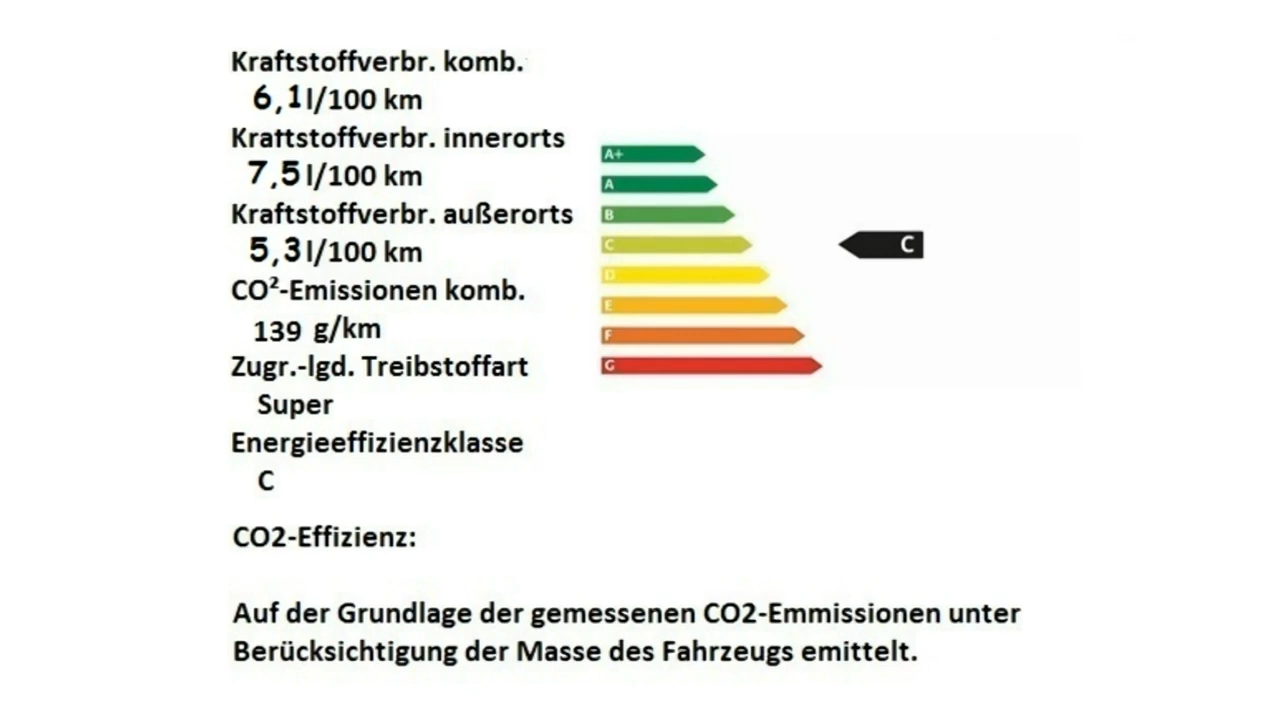 Kraftstoffverbr. komb.
6,1 l/100 km
Krattstoffverbr. innerorts
7,5 l/100 km
Kraftstoffverbr. außerorts
5,3 l/100 km
CO²-Emissionen komb.
139 g/km
Zugr.-lgd. Treibstoffart
Super
Energieeffizienzklasse
C
A+
A
B
C
D
E
F
G
C
CO2-Effizienz:
Auf der Grundlage der gemessenen CO2-Emmissionen unter
Berücksichtigung der Masse des Fahrzeugs emittelt.